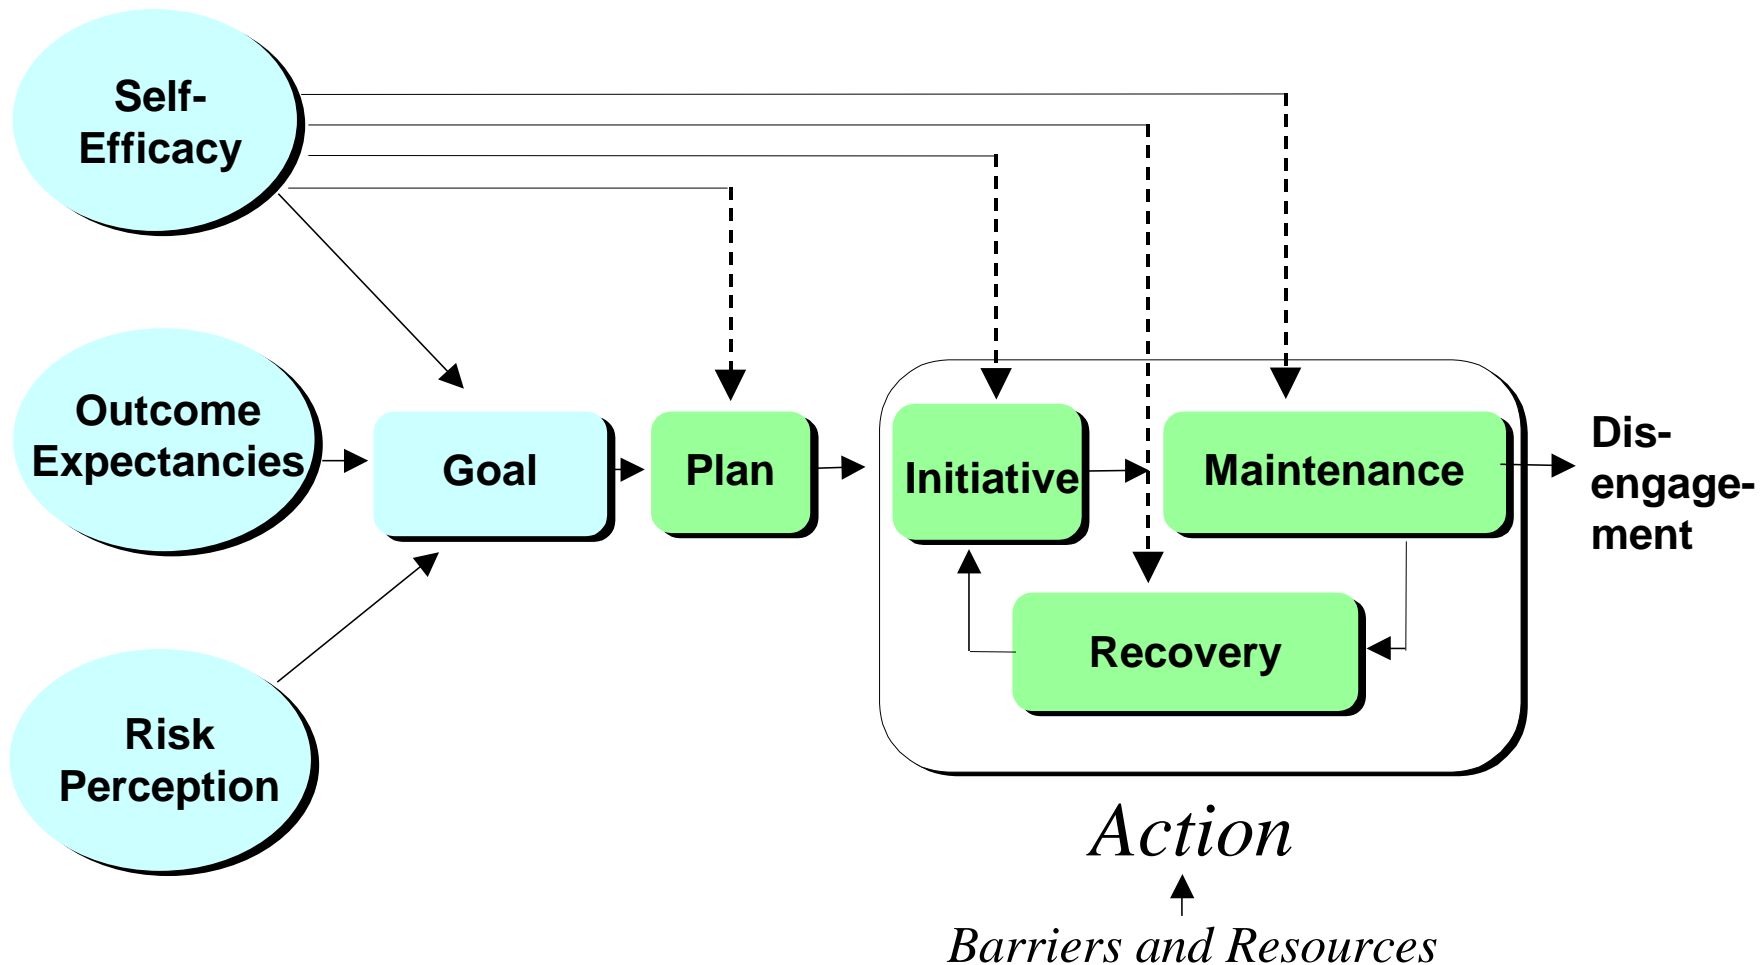 Self-
Efficacy
Outcome
Expectancies
Goal
Plan
Initiative
Maintenance
Dis-
engage-
ment
Recovery
Risk
Perception
Action
Barriers and Resources